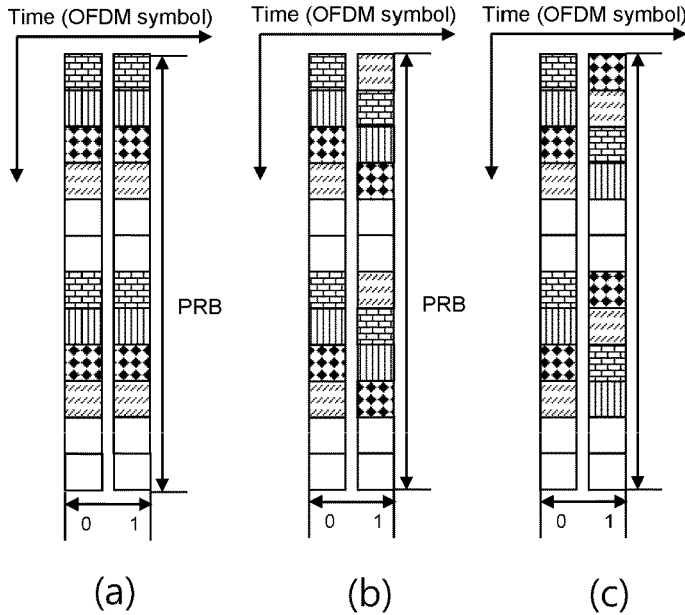 Time (OFDM symbol) Time (OFDM symbol) Time (OFDM symbol)
PRB PRB
0 1 0 1 0 1
(a) (b) (c)